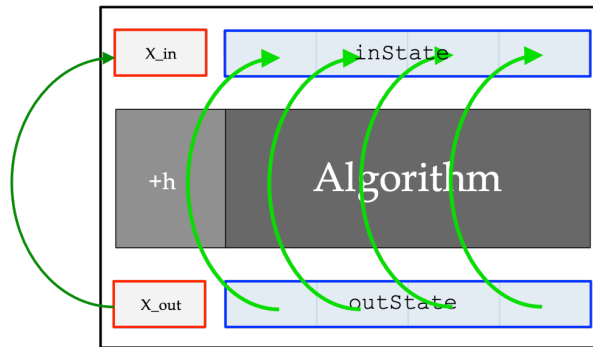 X_in
inState
+h
Algorithm
X_out
outState